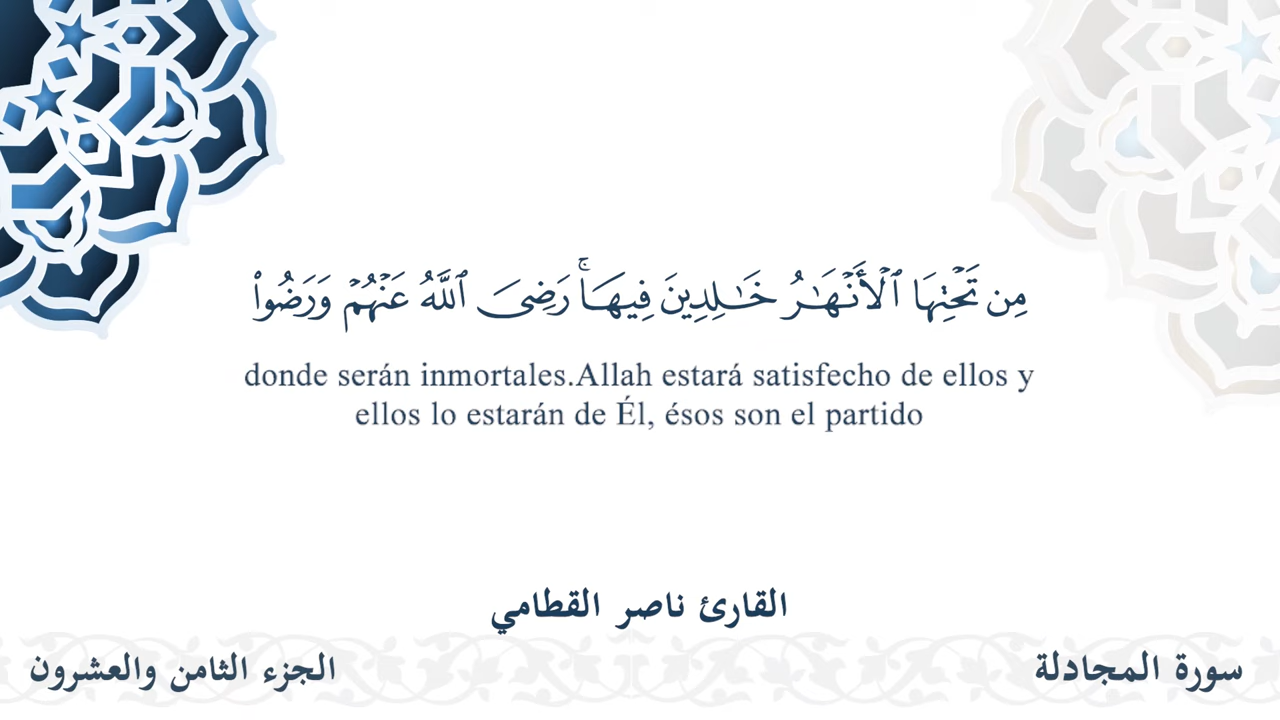 مِن تَحْتِهَا ٱلْأَنْهَـٰرُ خَـٰلِدِينَ فِيهَا ۚ رَضِىَ ٱللَّهُ عَنْهُمْ وَرَضُوا۟
donde serán inmortales.Allah estará satisfecho de ellos y
ellos lo estarán de Él, ésos son el partido
القارئ ناصر القطامي
سورة المجادلة
الجزء الثامن والعشرون